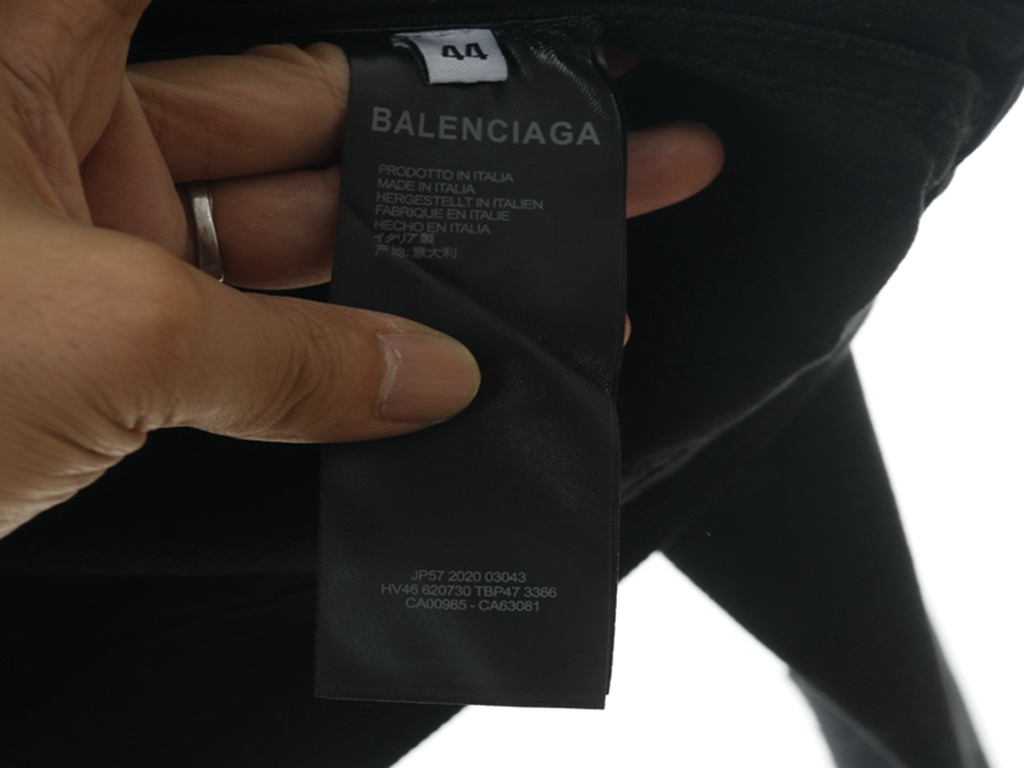 44
BALENCIAGA
PRODOTTO IN ITALIA
MADE IN ITALIA
HERGESTELLT IN ITALIEN
FABRIQUE EN ITALIE
HECHO EN ITALIA
イタリア製
产地: 意大利
JP57 2020 03043
HV46 620730 TBP47 3366
CA00985 - CA63081